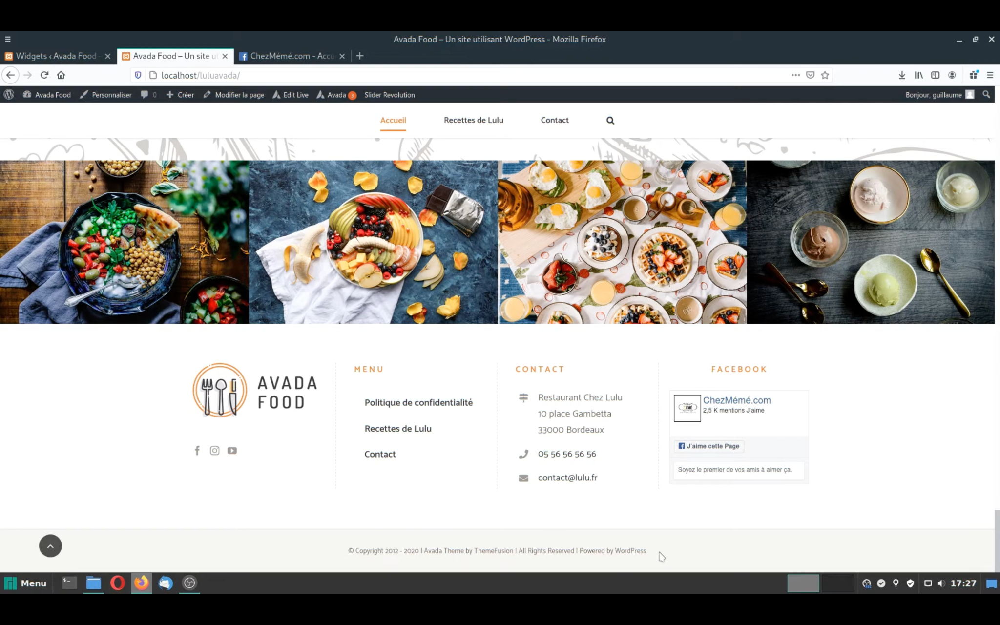 Avada Food – Un site utilisant WordPress - Mozilla Firefox
Widgets ‹ Avada Food
Avada Food – Un site
ChezMémé.com - Accu
localhost/luluavada/
Avada Food
Personnaliser
0
Créer
Modifier la page
Edit Live
Avada 3
Slider Revolution
Bonjour, guillaume
Accueil
Recettes de Lulu
Contact
AVADA
FOOD
MENU
Politique de confidentialité
Recettes de Lulu
Contact
CONTACT
Restaurant Chez Lulu
10 place Gambetta
33000 Bordeaux
05 56 56 56 56
contact@lulu.fr
FACEBOOK
ChezMémé.com
2,5 K mentions J’aime
J’aime cette Page
Soyez le premier de vos amis à aimer ça.
© Copyright 2012 - 2020 | Avada Theme by ThemeFusion | All Rights Reserved | Powered by WordPress
Menu
17:27